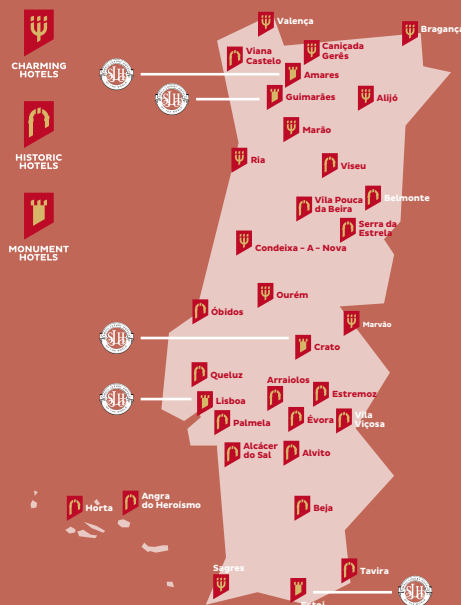 Valença
Bragança
CHARMING
HOTELS
Viana
Castelo
Caniçada
Gerês
Amares
Guimarães
Alijó
Marão
HISTORIC
HOTELS
Ria
Viseu
Vila Pouca
da Beira
Belmonte
Serra da
Estrela
MONUMENT
HOTELS
Condeixa - A - Nova
Ourém
Óbidos
Marvão
Crato
Queluz
Arraiolos
Estremoz
Lisboa
Palmela
Évora
Vila
Viçosa
Alcácer
do Sal
Alvito
Horta
Angra
do Heroísmo
Beja
Sagres
Tavira
Estoi